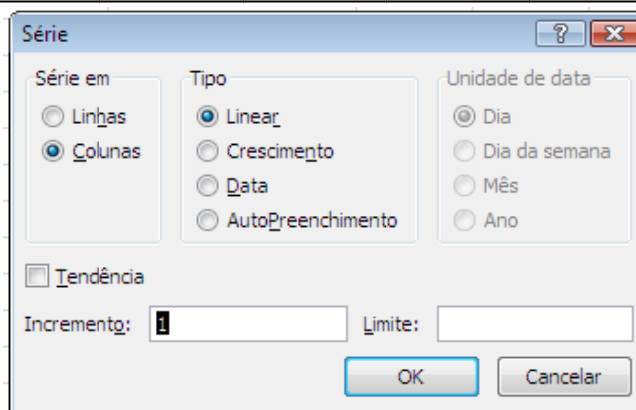 Série
Série em
Linhas
Colunas
Tipo
Linear
Crescimento
Data
AutoPreenchimento
Unidade de data
Dia
Dia da semana
Mês
Ano
Tendência
Incremento: 1
Limite:
OK
Cancelar